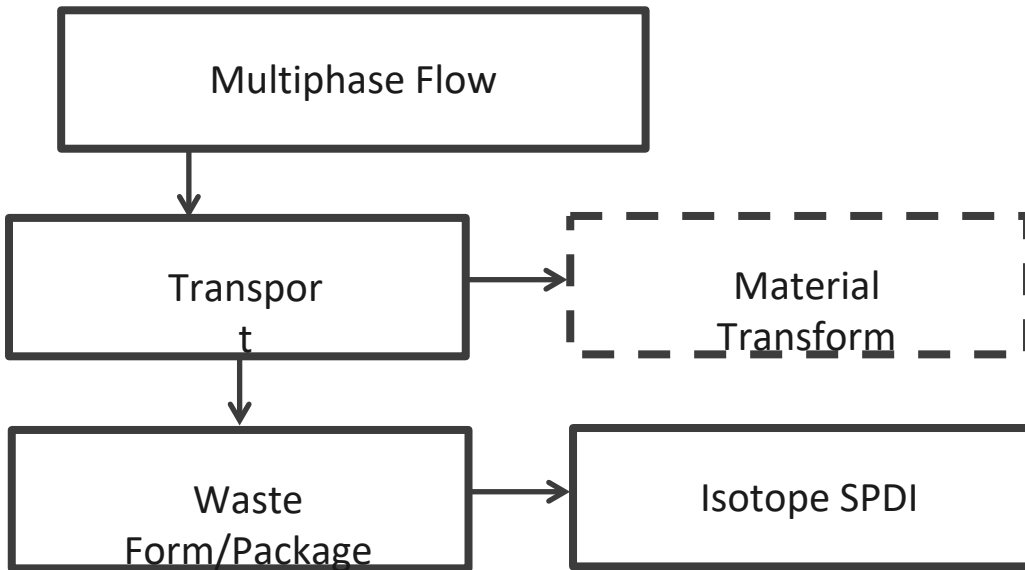 Multiphase Flow
Transpor
t
Material
Transform
Waste
Form/Package
Isotope SPDI